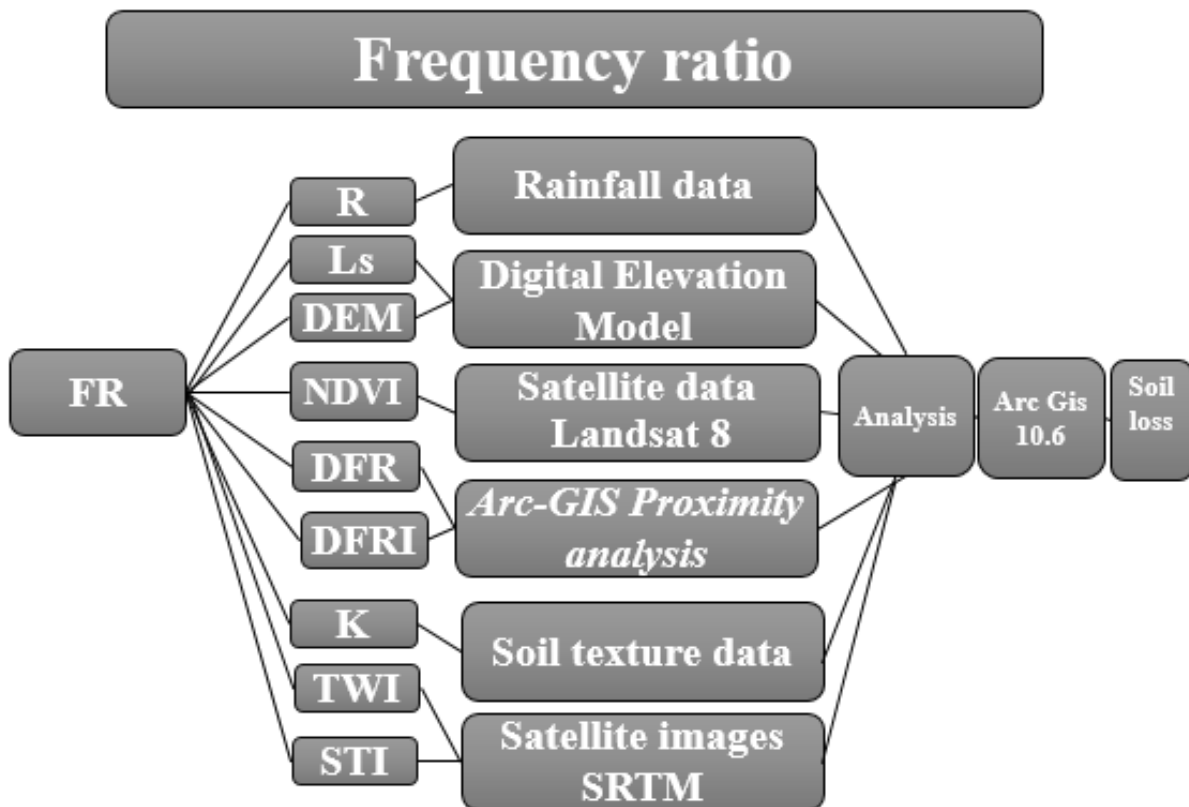 Frequency ratio
FR
R
Ls
DEM
NDVI
DFR
DFRI
K
TWI
STI
Rainfall data
Digital Elevation
Model
Satellite data
Landsat 8
Arc-GIS Proximity
analysis
Soil texture data
Satellite images
SRTM
Analysis
Arc Gis
10.6
Soil
loss